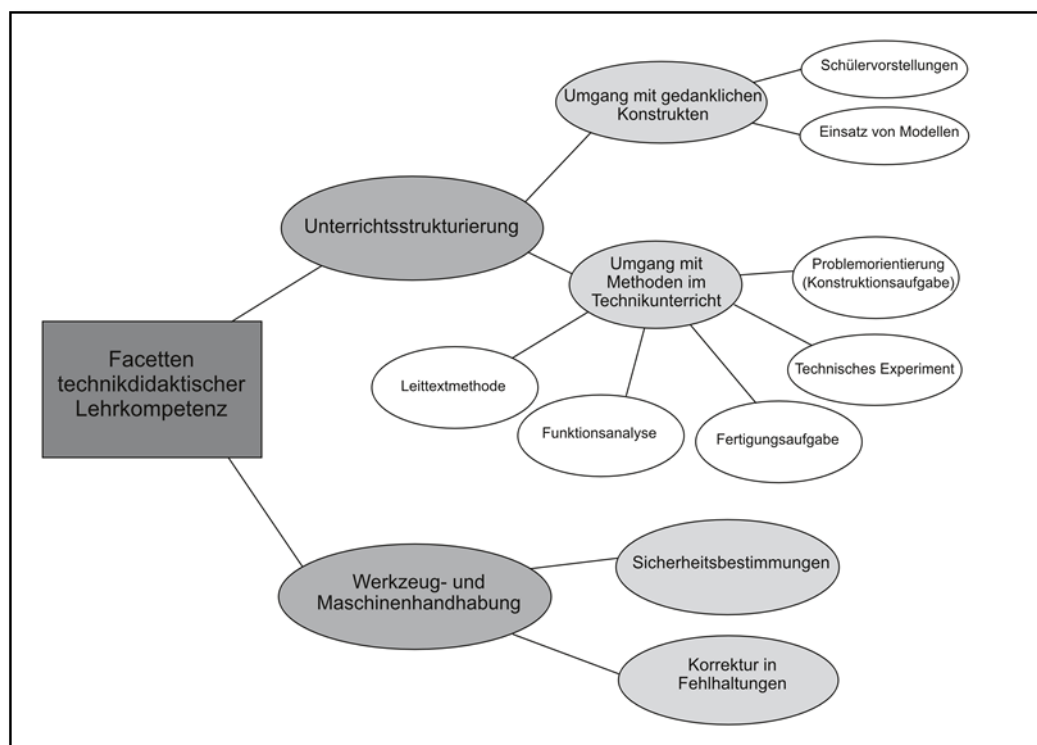 Schülervorstellungen
Umgang mit gedanklichen
Konstrukten
Einsatz von Modellen
Unterrichtsstrukturierung
Umgang mit
Methoden im
Technikunterricht
Problemorientierung
(Konstruktionsaufgabe)
Technisches Experiment
Leittextmethode
Funktionsanalyse
Fertigungsaufgabe
Facetten
technikdidaktischer
Lehrkompetenz
Werkzeug- und
Maschinenhandhabung
Sicherheitsbestimmungen
Korrektur in
Fehlhaltungen